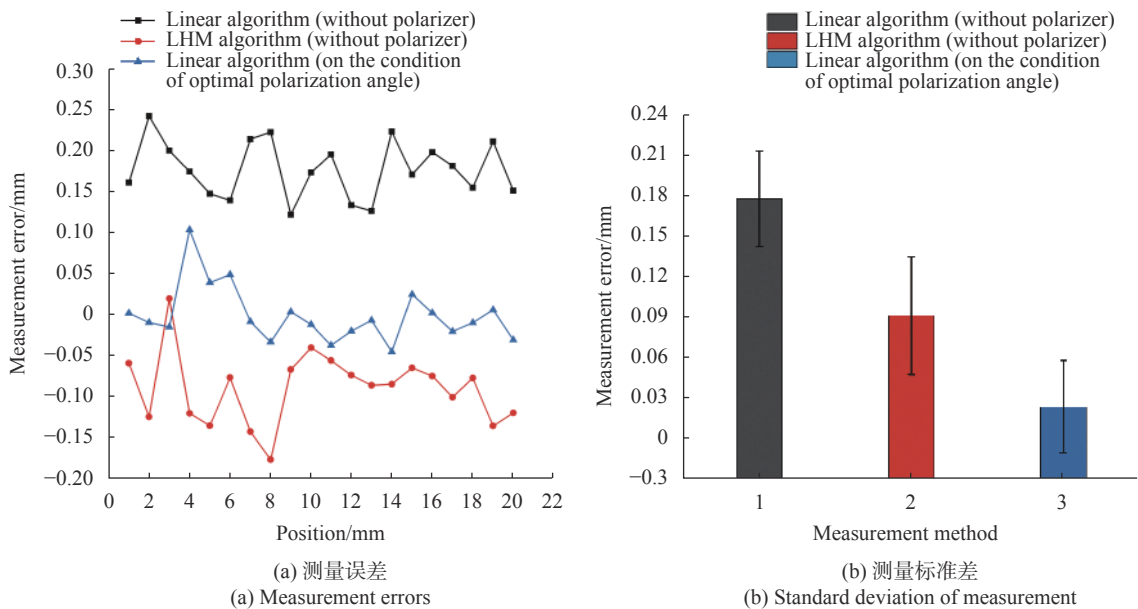 Linear algorithm (without polarizer)
LHM algorithm (without polarizer)
Linear algorithm (on the condition
of optimal polarization angle)
0.30
0.25
0.20
0.15
0.10
0.05
0
−0.05
−0.10
−0.15
−0.20
Measurement error/mm
0 2 4 6 8 10 12 14 16 18 20 22
Position/mm
(a) 测量误差
(a) Measurement errors
Linear algorithm (without polarizer)
LHM algorithm (without polarizer)
Linear algorithm (on the condition
of optimal polarization angle)
0.24
0.21
0.18
0.15
0.12
0.09
0.06
0.03
0
−0.3
Measurement error/mm
1 2 3
Measurement method
(b) 测量标准差
(b) Standard deviation of measurement